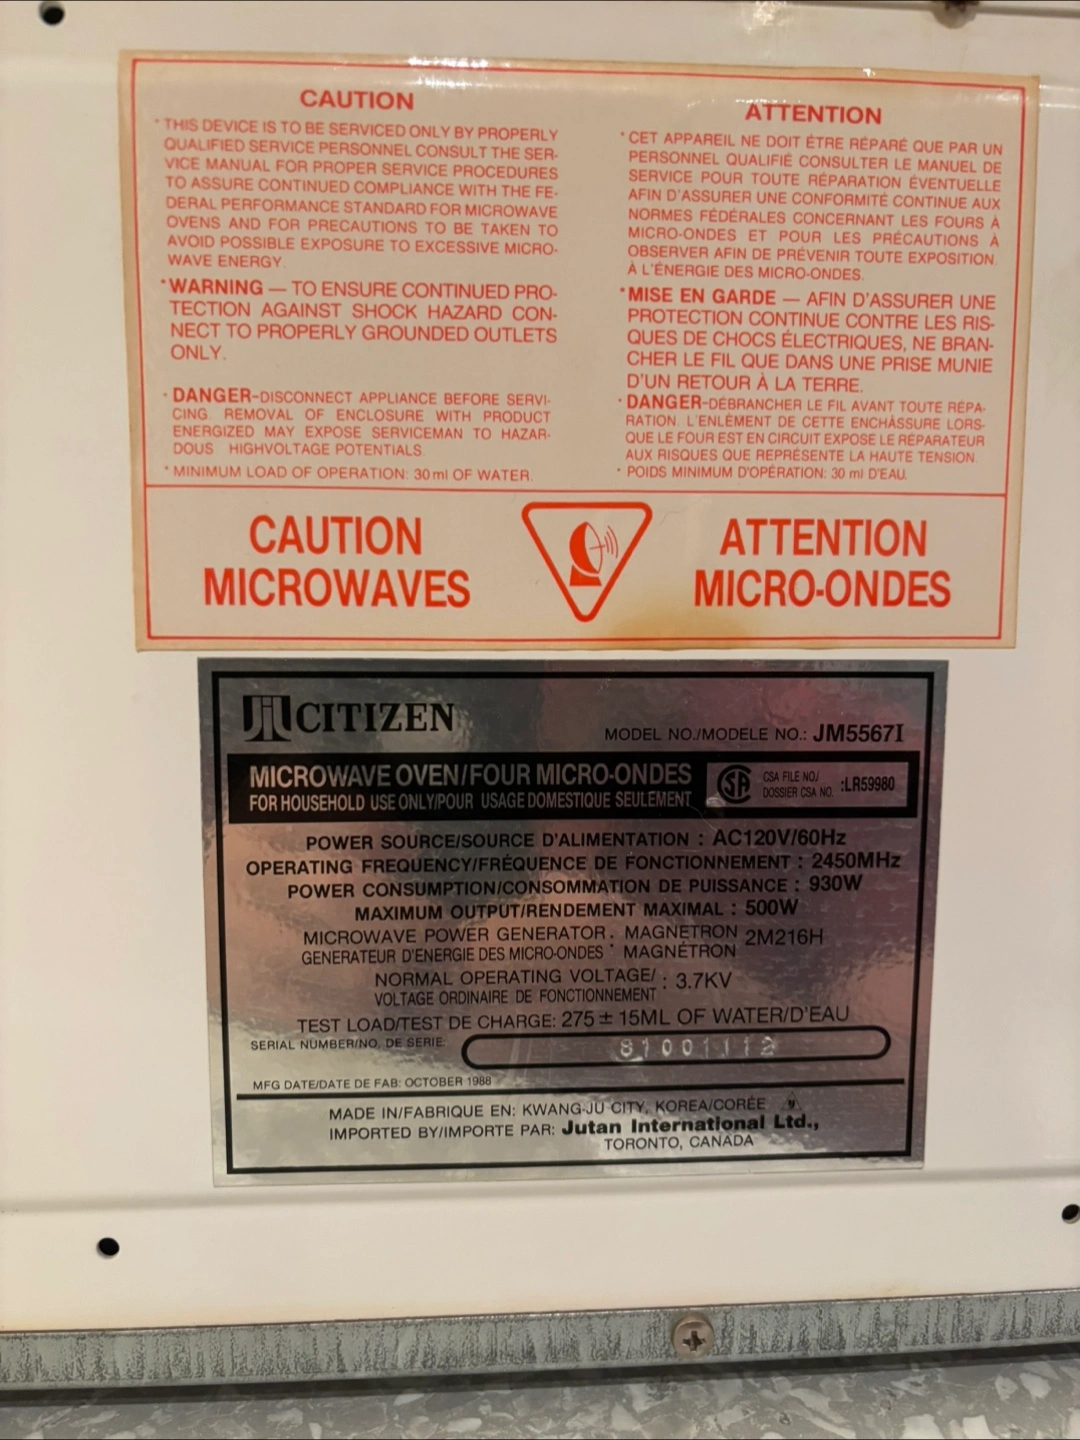 CAUTION
* THIS DEVICE IS TO BE SERVICED ONLY BY PROPERLY
QUALIFIED SERVICE PERSONNEL CONSULT THE SER-
VICE MANUAL FOR PROPER SERVICE PROCEDURES
TO ASSURE CONTINUED COMPLIANCE WITH THE FE-
DERAL PERFORMANCE STANDARD FOR MICROWAVE
OVENS AND FOR PRECAUTIONS TO BE TAKEN TO
AVOID POSSIBLE EXPOSURE TO EXCESSIVE MICRO-
WAVE ENERGY.
* WARNING — TO ENSURE CONTINUED PRO-
TECTION AGAINST SHOCK HAZARD CON-
NECT TO PROPERLY GROUNDED OUTLETS
ONLY.
· DANGER-DISCONNECT APPLIANCE BEFORE SERVI-
CING. REMOVAL OF ENCLOSURE WITH PRODUCT
ENERGIZED MAY EXPOSE SERVICEMAN TO HAZAR-
DOUS HIGHVOLTAGE POTENTIALS.
* MINIMUM LOAD OF OPERATION: 30ml OF WATER.
ATTENTION
* CET APPAREIL NE DOIT ÉTRE RÉPARÉ QUE PAR UN
PERSONNEL QUALIFIÉ CONSULTER LE MANUEL DE
SERVICE POUR TOUTE RÉPARATION ÉVENTUELLE
AFIN D'ASSURER UNE CONFORMITÉ CONTINUE AUX
NORMES FÉDÉRALES CONCERNANT LES FOURS À
MICRO-ONDES ET POUR LES PRÉCAUTIONS À
OBSERVER AFIN DE PRÉVENIR TOUTE EXPOSITION
À L'ÉNERGIE DES MICRO-ONDES.
* MISE EN GARDE — AFIN D'ASSURER UNE
PROTECTION CONTINUE CONTRE LES RIS-
QUES DE CHOCS ÉLECTRIQUES, NE BRAN-
CHER LE FIL QUE DANS UNE PRISE MUNIE
D'UN RETOUR À LA TERRE.
· DANGER-DÉBRANCHER LE FIL AVANT TOUTE RÉPA-
RATION. L'ENLÈMENT DE CETTE ENCHÂSSURE LORS-
QUE LE FOUR EST EN CIRCUIT EXPOSE LE RÉPARATEUR
AUX RISQUES QUE REPRÉSENTE LA HAUTE TENSION.
* POIDS MINIMUM D'OPÉRATION: 30 ml D'EAU.
CAUTION
MICROWAVES
ATTENTION
MICRO-ONDES
CITIZEN
MODEL NO./MODELE NO.: JM5567I
MICROWAVE OVEN/FOUR MICRO-ONDES
FOR HOUSEHOLD USE ONLY/POUR USAGE DOMESTIQUE SEULEMENT
CSA FILE NO/
DOSSIER CSA NO. :LR59980
POWER SOURCE/SOURCE D'ALIMENTATION : AC120V/60Hz
OPERATING FREQUENCY/FRÉQUENCE DE FONCTIONNEMENT : 2450MHz
POWER CONSUMPTION/CONSOMMATION DE PUISSANCE : 930W
MAXIMUM OUTPUT/RENDEMENT MAXIMAL : 500W
MICROWAVE POWER GENERATOR : MAGNETRON 2M216H
GENERATEUR D'ENERGIE DES MICRO-ONDES : MAGNÉTRON
NORMAL OPERATING VOLTAGE/ : 3.7KV
VOLTAGE ORDINAIRE DE FONCTIONNEMENT
TEST LOAD/TEST DE CHARGE: 275 ± 15ML OF WATER/D'EAU
SERIAL NUMBER/NO. DE SERIE: 81001112
MFG DATE/DATE DE FAB: OCTOBER 1988
MADE IN/FABRIQUE EN: KWANG-JU CITY, KOREA/CORÉE
IMPORTED BY/IMPORTE PAR: Jutan International Ltd.,
TORONTO, CANADA